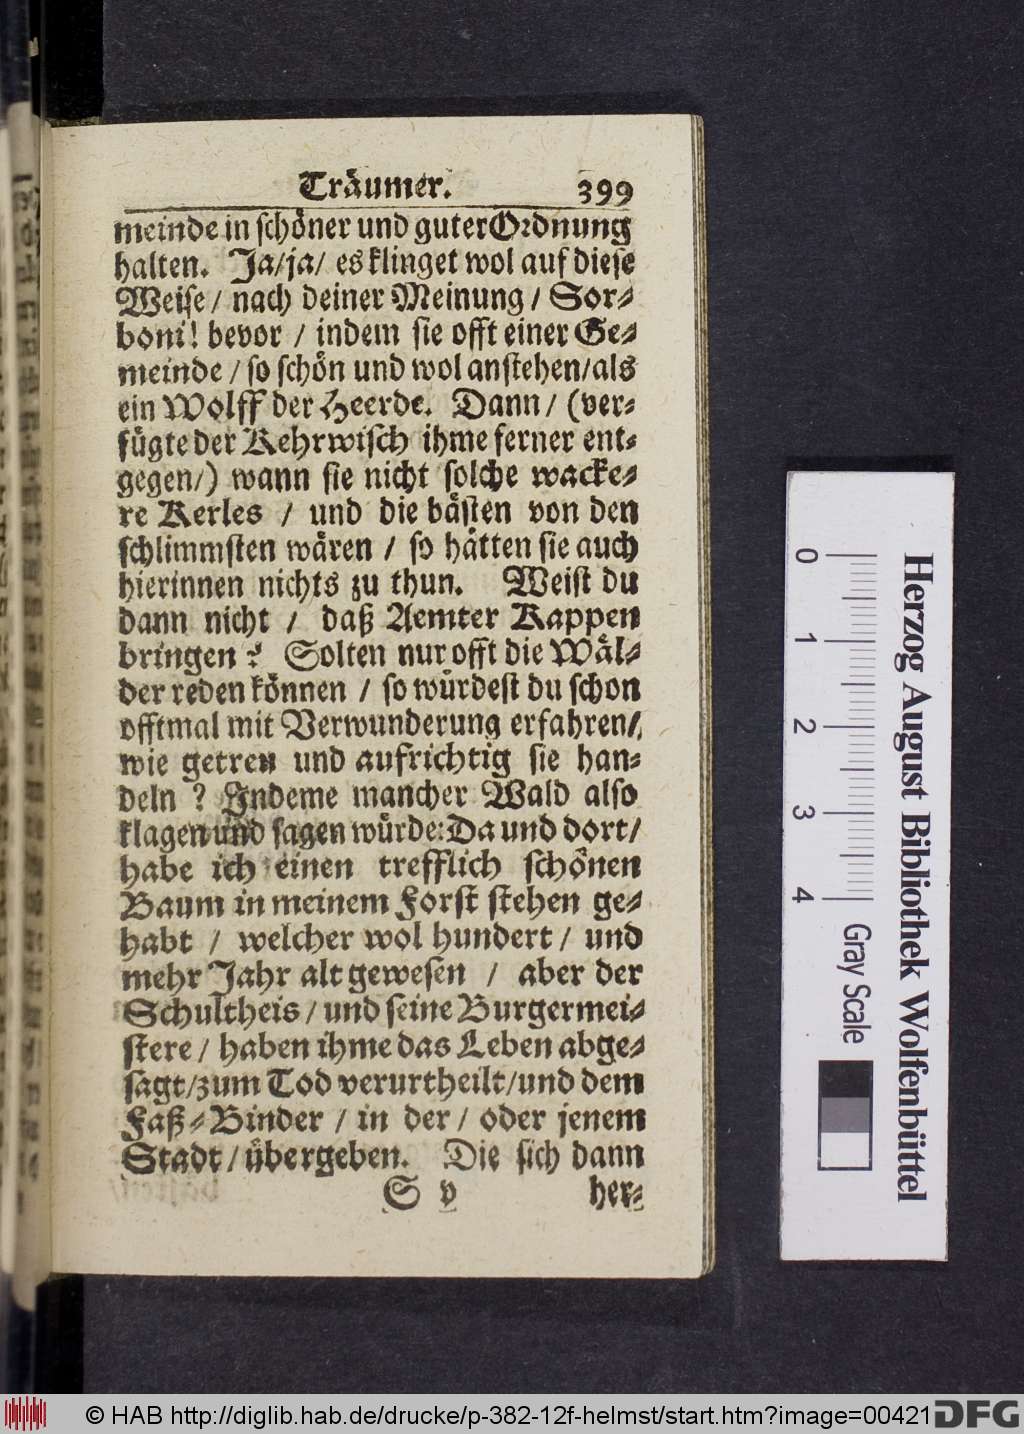 Träumer. 399
meinde in schöner und guter Ordnung
halten. Ja/ja/ es klinget wol auf diese
Weise / nach deiner Meinung / Sor-
boni! bevor / indem sie offt einer Ge-
meinde / so schön und wol anstehen/als
ein Wolff der Heerde. Dann / (ver-
fügte der Kehrwisch ihme ferner ent-
gegen/) wann sie nicht solche wacke-
re Kerles / und die bästen von den
schlimmsten wären / so hätten sie auch
hierinnen nichts zu thun. Weist du
dann nicht / daß Aemter Kappen
bringen? Solten nur offt die Wäl-
der reden können / so würdest du schon
offtmal mit Verwunderung erfahren/
wie getreu und aufrichtig sie han-
deln? Indeme mancher Wald also
klagen und sagen würde: Da und dort/
habe ich einen trefflich schönen
Baum in meinem Forst stehen ge-
habt / welcher wol hundert / und
mehr Jahr alt gewesen / aber der
Schultheis / und seine Burgermei-
stere / haben ihme das Leben abge-
sagt/zum Tod verurtheilt/und dem
Faß-Binder / in der / oder jenem
Stadt / übergeben. Die sich dann
S v her-
Herzog August Bibliothek Wolfenbüttel
0 1 2 3 4 Gray Scale
© HAB http://diglib.hab.de/drucke/p-382-12f-helmst/start.htm?image=00421 DFG